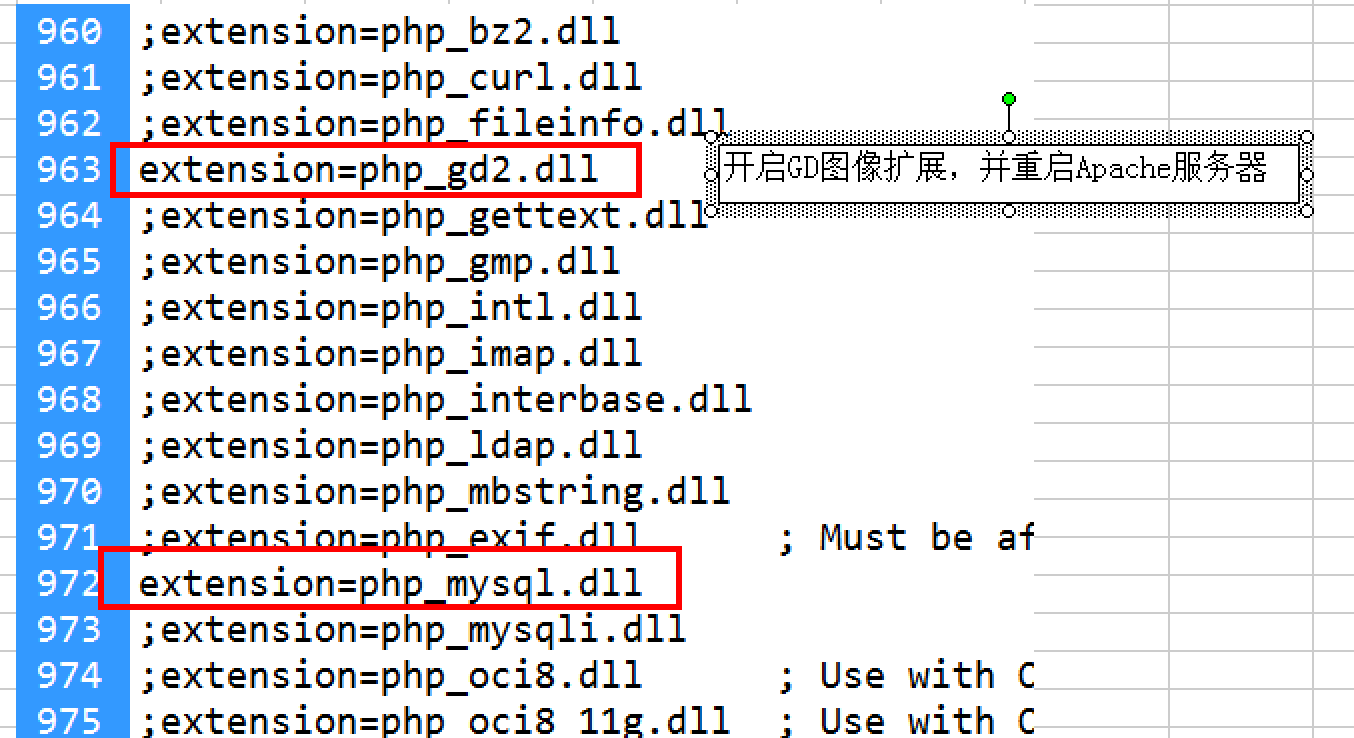 960 ;extension=php_bz2.dll
961 ;extension=php_curl.dll
962 ;extension=php_fileinfo.dll
963 extension=php_gd2.dll
开启GD图像扩展，并重启Apache服务器
964 ;extension=php_gettext.dll
965 ;extension=php_gmp.dll
966 ;extension=php_intl.dll
967 ;extension=php_imap.dll
968 ;extension=php_interbase.dll
969 ;extension=php_ldap.dll
970 ;extension=php_mbstring.dll
971 ;extension=php_exif.dll ; Must be af
972 extension=php_mysql.dll
973 ;extension=php_mysqli.dll
974 ;extension=php_oci8.dll ; Use with
975 ;extension=php_oci8_11g.dll ; Use with